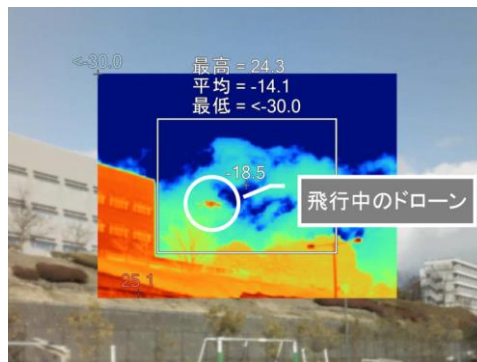 <-30.0
最高 = 24.3
平均 = -14.1
最低 = <-30.0
-18.5
飛行中のドローン
25.1